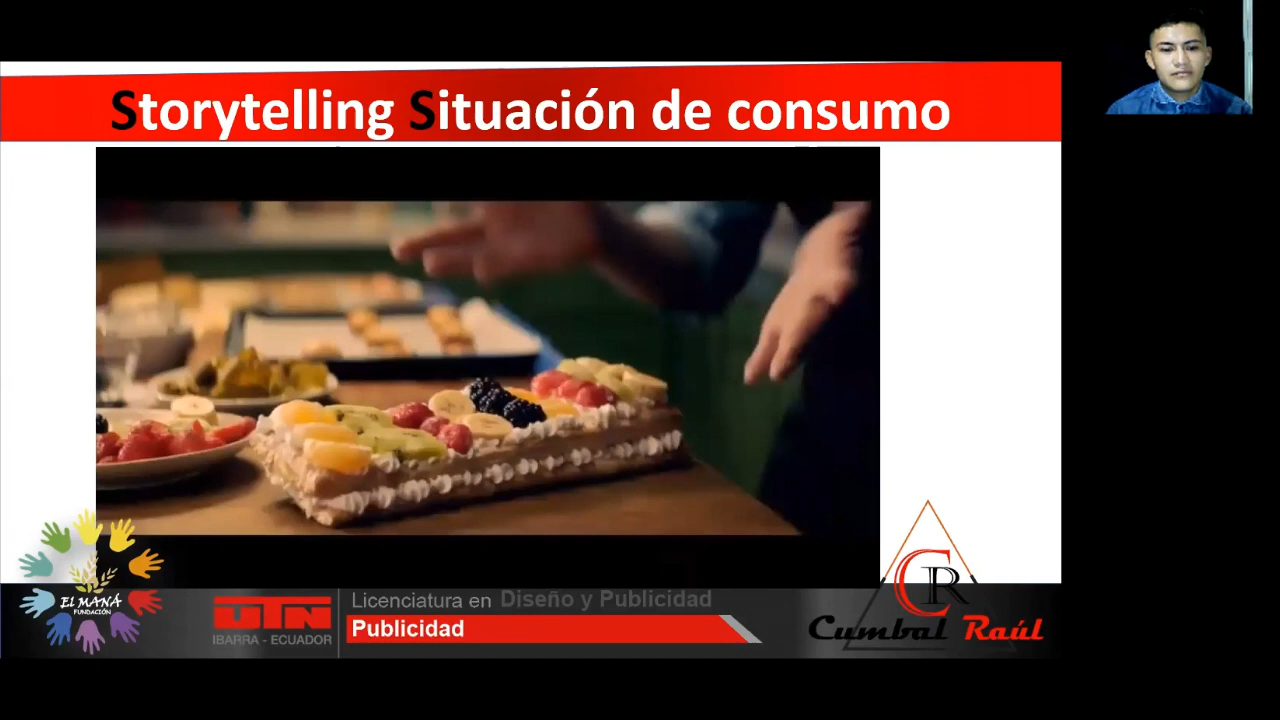 Storytelling Situación de consumo
EL MANÁ
FUNDACIÓN
UTN
IBARRA - ECUADOR
Licenciatura en Diseño y Publicidad
Publicidad
CR
Cumbal Raúl